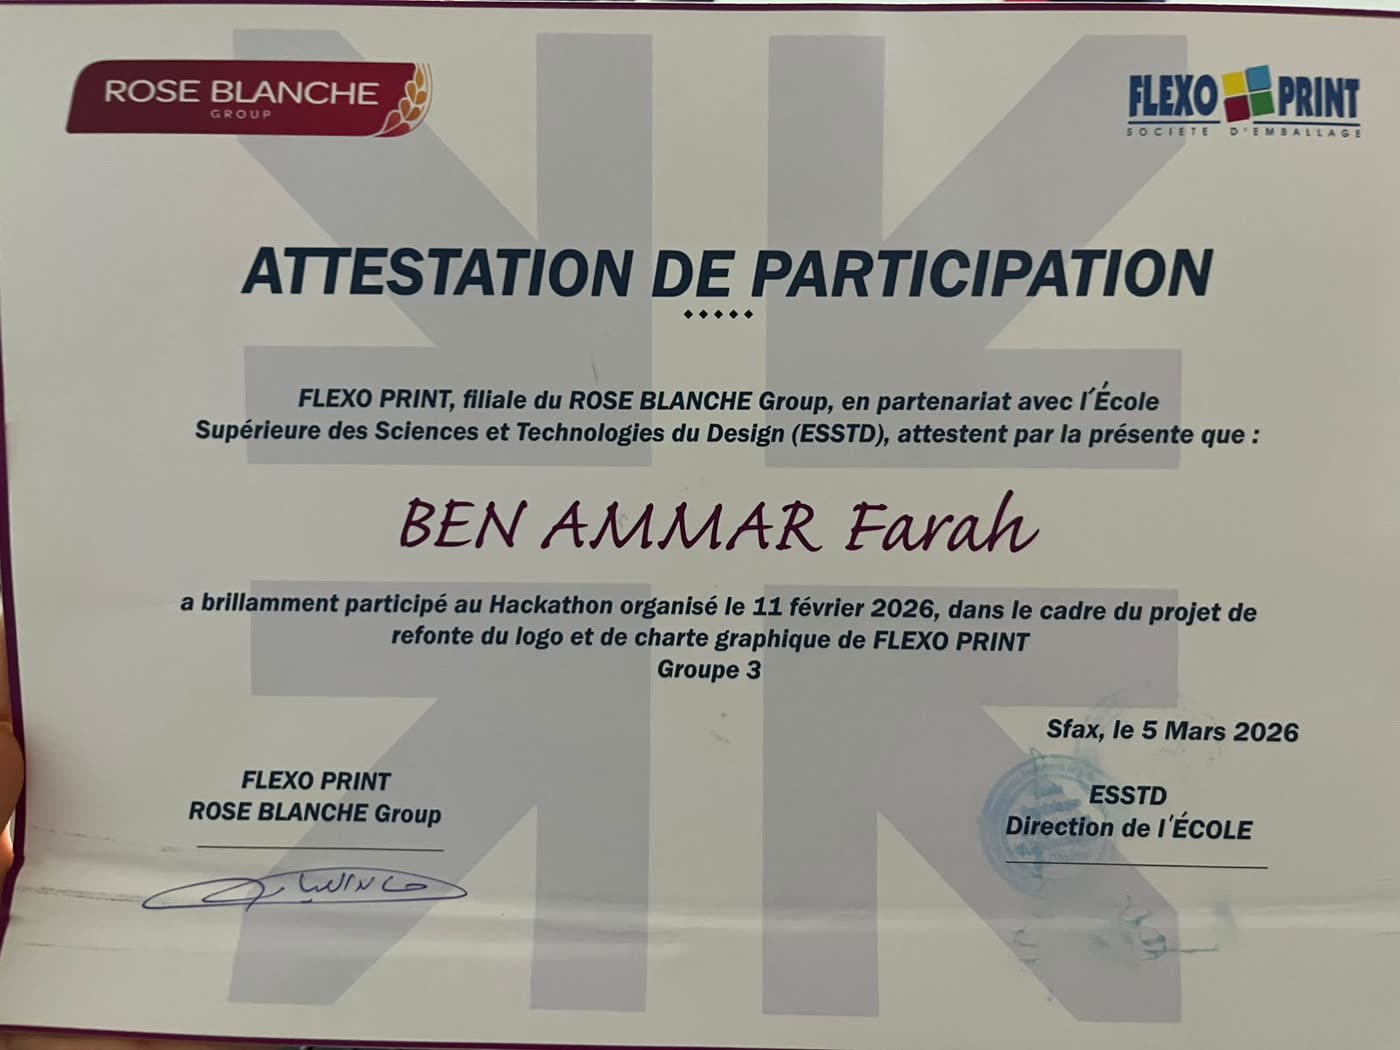 ROSE BLANCHE
GROUP
FLEXO PRINT
SOCIÉTÉ D'EMBALLAGE
ATTESTATION DE PARTICIPATION
FLEXO PRINT, filiale du ROSE BLANCHE Group, en partenariat avec l'École
Supérieure des Sciences et Technologies du Design (ESSTD), attestent par la présente que :
BEN AMMAR Farah
a brillamment participé au Hackathon organisé le 11 février 2026, dans le cadre du projet de
refonte du logo et de charte graphique de FLEXO PRINT
Groupe 3
Sfax, le 5 Mars 2026
FLEXO PRINT
ROSE BLANCHE Group
ESSTD
Direction de l'ÉCOLE